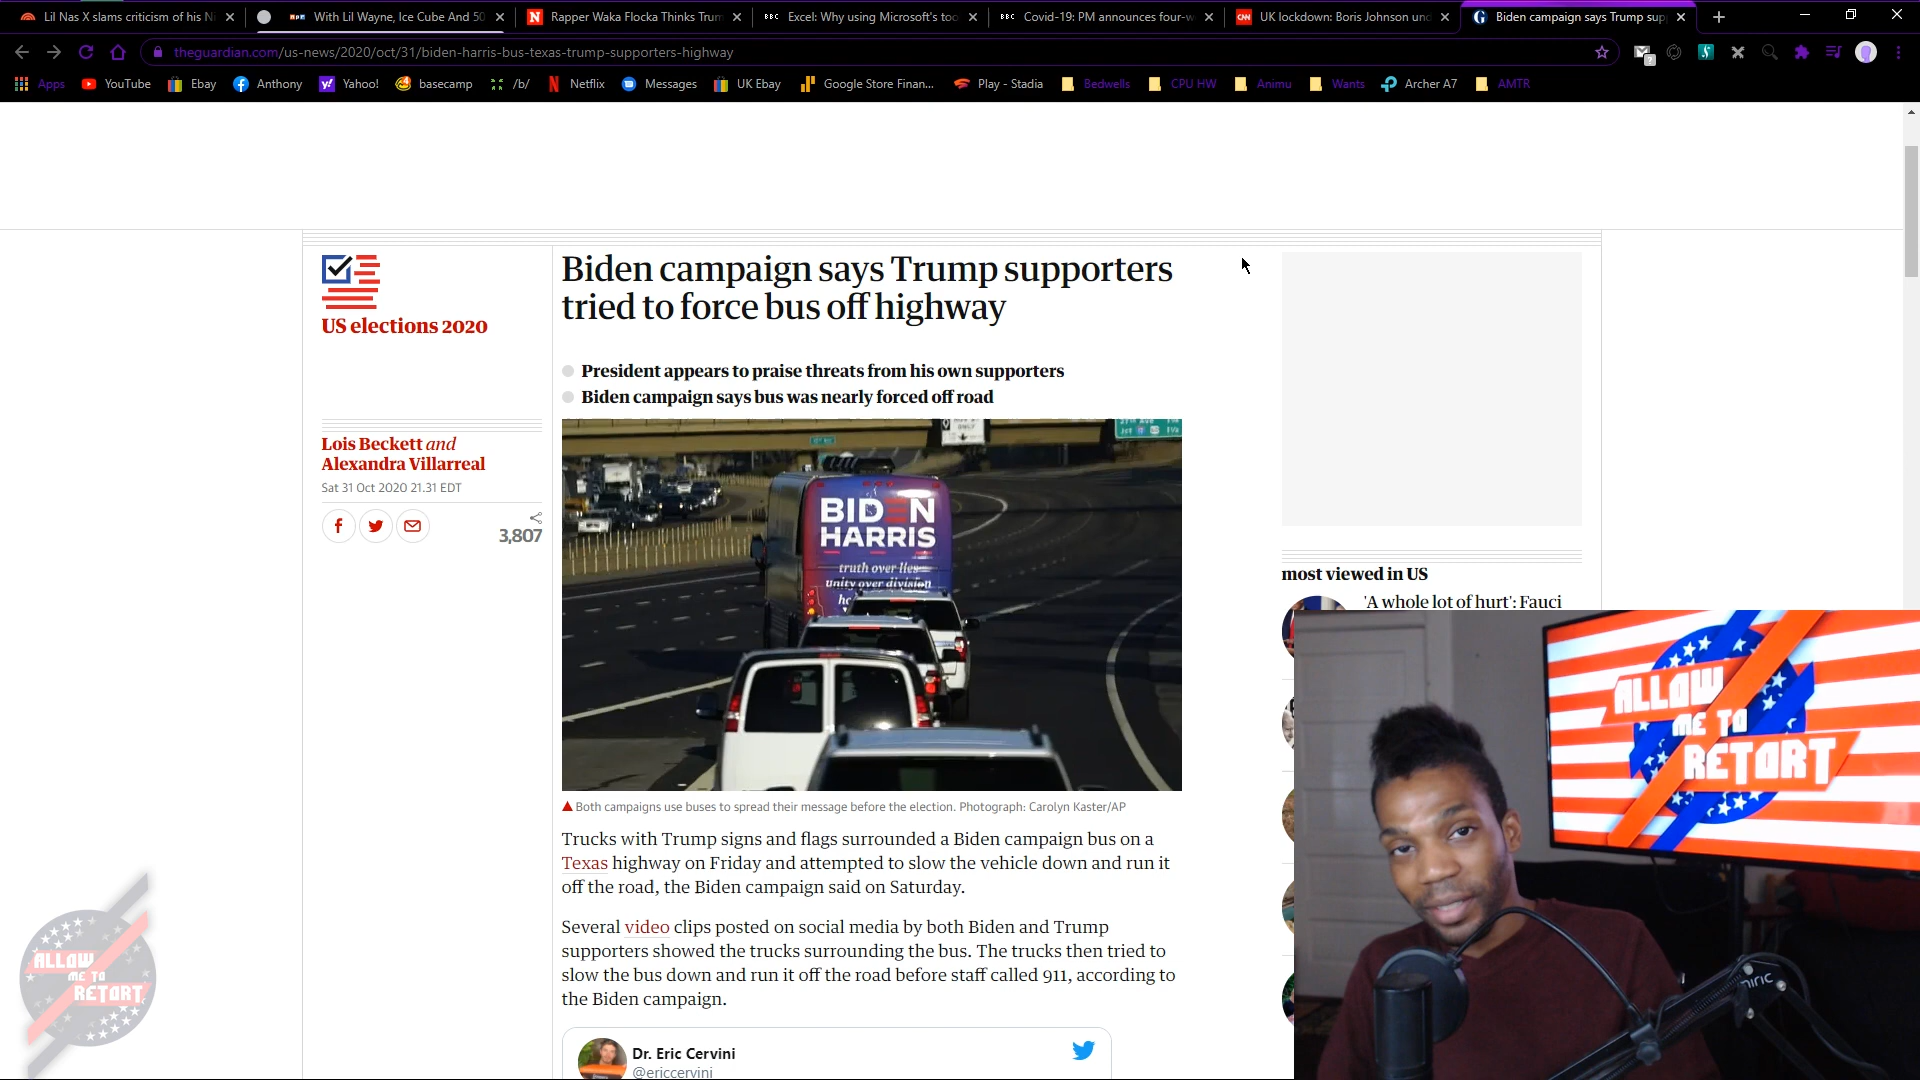 Lil Nas X slams criticism of his Ni
npr With Lil Wayne, Ice Cube And 50
N Rapper Waka Flocka Thinks Trum
BBC Excel: Why using Microsoft's too
BBC Covid-19: PM announces four-w
CNN UK lockdown: Boris Johnson un
Biden campaign says Trump sup
theguardian.com/us-news/2020/oct/31/biden-harris-bus-texas-trump-supporters-highway
Apps
YouTube
Ebay
Anthony
Yahoo!
basecamp
/b/
Netflix
Messages
UK Ebay
Google Store Finan...
Play - Stadia
Bedwells
CPU HW
Animu
Wants
Archer A7
AMTR
US elections 2020
Biden campaign says Trump supporters
tried to force bus off highway
President appears to praise threats from his own supporters
Biden campaign says bus was nearly forced off road
Lois Beckett and
Alexandra Villarreal
Sat 31 Oct 2020 21.31 EDT
3,807
ONLY
BIDEN
HARRIS
truth over lies
unity over division
Both campaigns use buses to spread their message before the election. Photograph: Carolyn Kaster/AP
Trucks with Trump signs and flags surrounded a Biden campaign bus on a
Texas highway on Friday and attempted to slow the vehicle down and run it
off the road, the Biden campaign said on Saturday.
Several video clips posted on social media by both Biden and Trump
supporters showed the trucks surrounding the bus. The trucks then tried to
slow the bus down and run it off the road before staff called 911, according to
the Biden campaign.
Dr. Eric Cervini
@ericcervini
most viewed in US
'A whole lot of hurt': Fauci
ALLOW
ME TO
RETORT
ALLOW
ME TO
RETORT